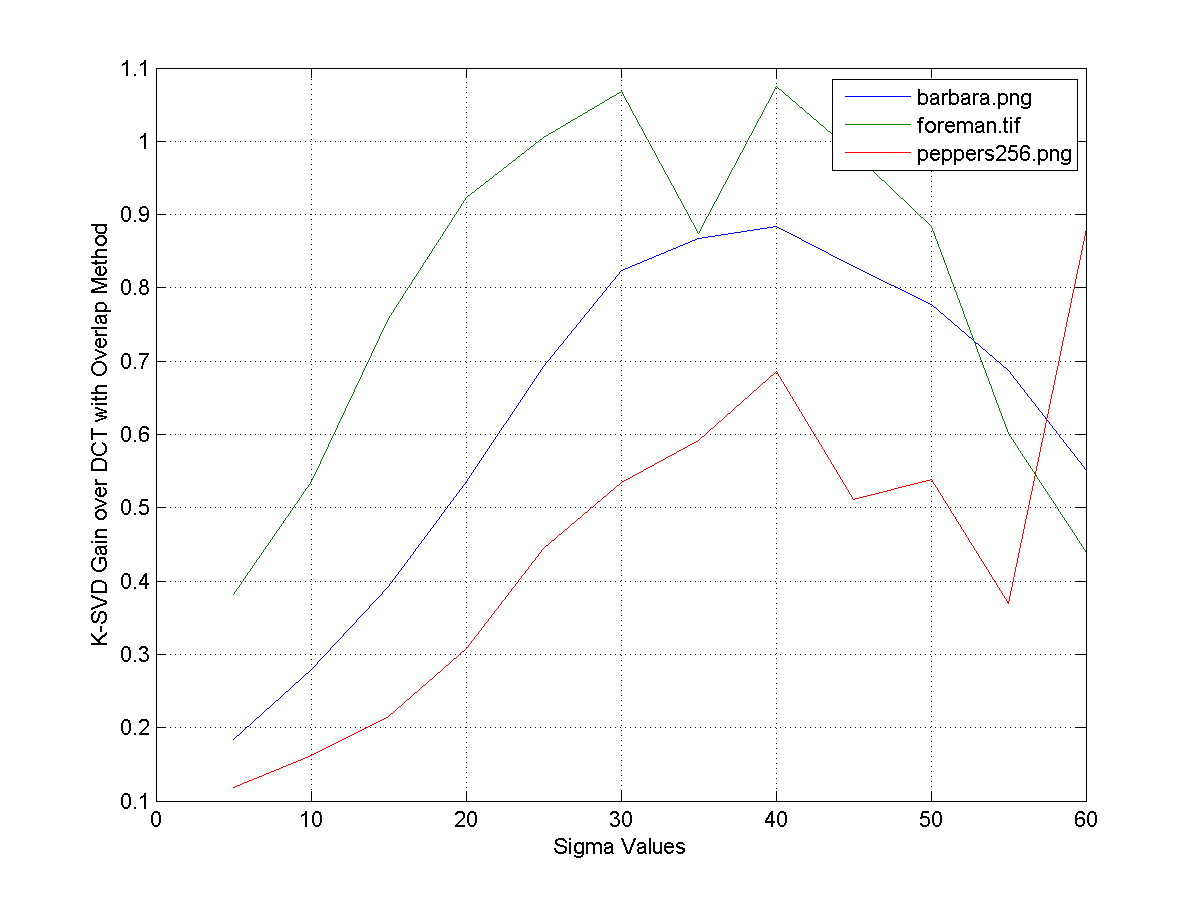 1.1
1
0.9
0.8
0.7
0.6
0.5
0.4
0.3
0.2
0.1
0 10 20 30 40 50 60
Sigma Values
K-SVD Gain over DCT with Overlap Method
barbara.png
foreman.tif
peppers256.png